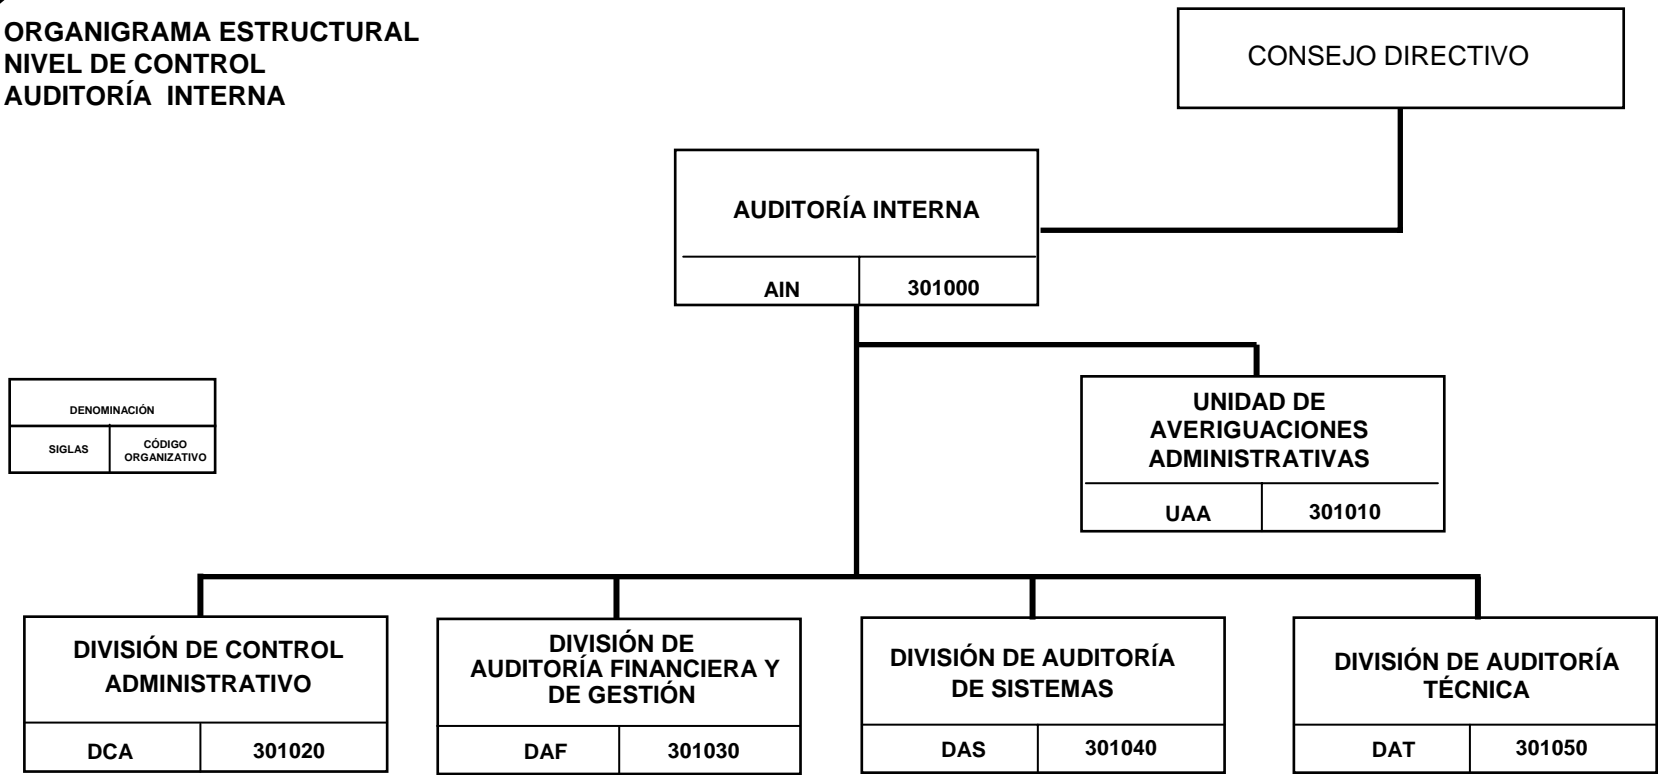 ORGANIGRAMA ESTRUCTURAL
NIVEL DE CONTROL
AUDITORÍA INTERNA
CONSEJO DIRECTIVO
AUDITORÍA INTERNA
AIN 301000
DENOMINACIÓN
SIGLAS
CÓDIGO
ORGANIZATIVO
UNIDAD DE
AVERIGUACIONES
ADMINISTRATIVAS
UAA 301010
DIVISIÓN DE CONTROL
ADMINISTRATIVO
DCA 301020
DIVISIÓN DE
AUDITORÍA FINANCIERA Y
DE GESTIÓN
DAF 301030
DIVISIÓN DE AUDITORÍA
DE SISTEMAS
DAS 301040
DIVISIÓN DE AUDITORÍA
TÉCNICA
DAT 301050